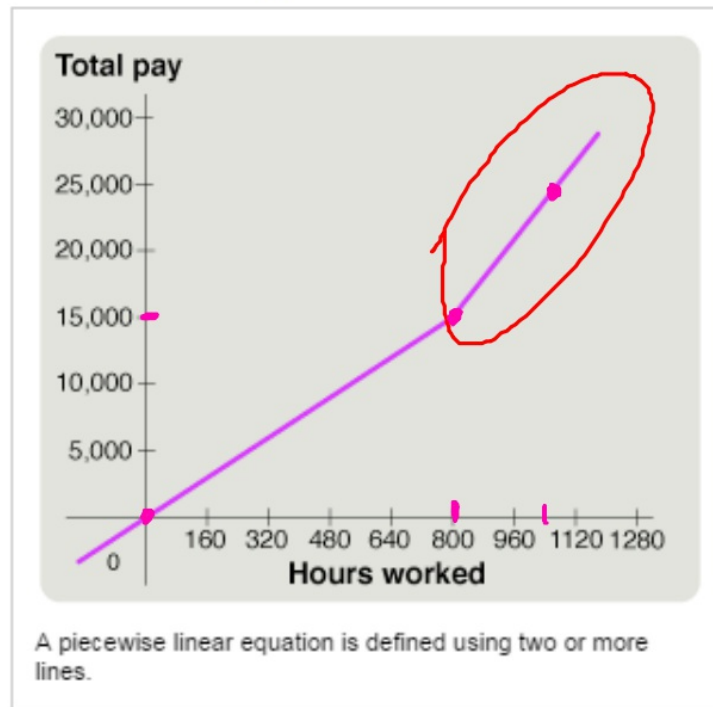 Total pay
30,000
25,000
20,000
15,000
10,000
5,000
0
160 320 480 640 800 960 1120 1280
Hours worked
A piecewise linear equation is defined using two or more
lines.